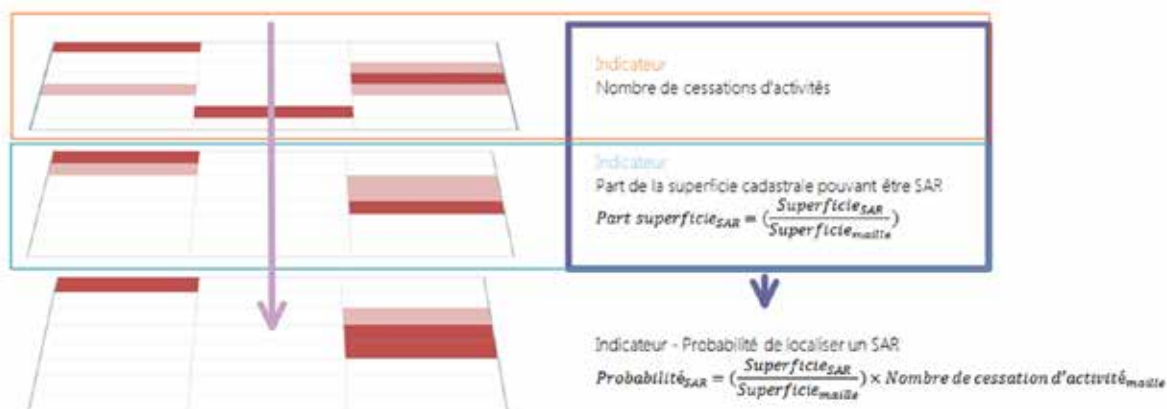 Indicateur
Nombre de cessations d'activités
Indicateur
Part de la superficie cadastrale pouvant être SAR
Part superficie_SAR = (Superficie_SAR / Superficie_maille)
Indicateur - Probabilité de localiser un SAR
Probabilité_SAR = (Superficie_SAR / Superficie_maille) × Nombre de cessation d'activité_maille